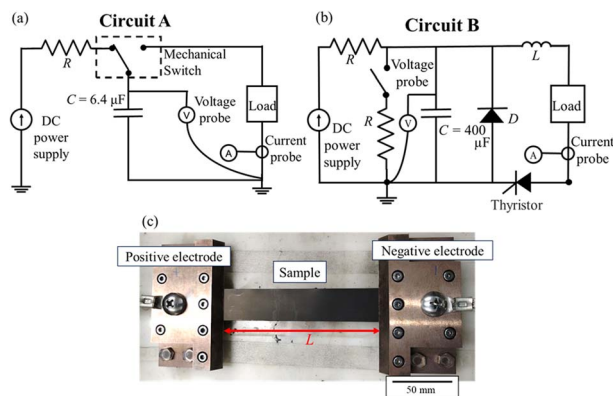 (a)
Circuit A
R
Mechanical
Switch
C = 6.4 µF
V
Voltage
probe
Load
DC
power
supply
A
Current
probe
(b)
Circuit B
R
Voltage
probe
L
R
V
C = 400
µF
D
Load
DC
power
supply
A
Current
probe
Thyristor
(c)
Positive electrode
Sample
Negative electrode
L
50 mm